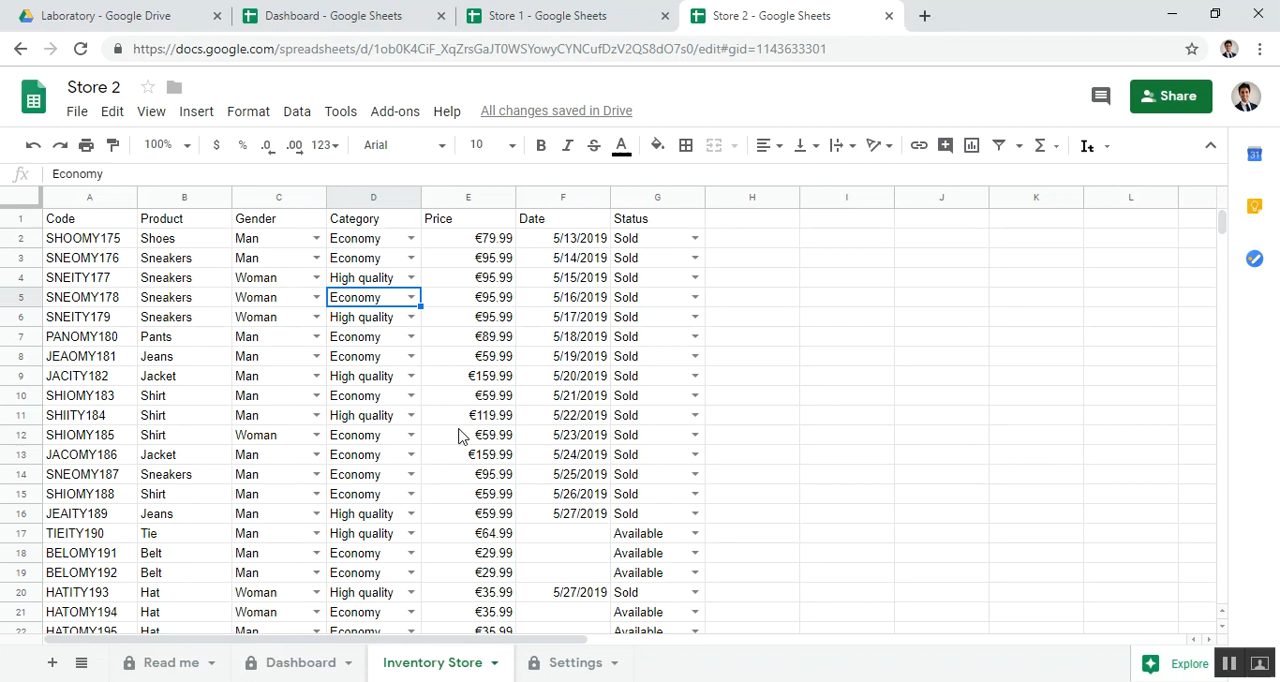 Laboratory - Google Drive Dashboard - Google Sheets Store 1 - Google Sheets Store 2 - Google Sheets
https://docs.google.com/spreadsheets/d/1ob0K4CiF_XqZrsGaJT0WSYowyCYNCufDzV2QS8dO7s0/edit#gid=1143633301
Store 2
File Edit View Insert Format Data Tools Add-ons Help All changes saved in Drive Share
100% $ % .0 .00 123 Arial 10 B I S A
fx Economy
A B C D E F G H I J K L
1 Code Product Gender Category Price Date Status
2 SHOOMY175 Shoes Man Economy €79.99 5/13/2019 Sold
3 SNEOMY176 Sneakers Man Economy €95.99 5/14/2019 Sold
4 SNEITY177 Sneakers Woman High quality €95.99 5/15/2019 Sold
5 SNEOMY178 Sneakers Woman Economy €95.99 5/16/2019 Sold
6 SNEITY179 Sneakers Woman High quality €95.99 5/17/2019 Sold
7 PANOMY180 Pants Man Economy €89.99 5/18/2019 Sold
8 JEAOMY181 Jeans Man Economy €59.99 5/19/2019 Sold
9 JACITY182 Jacket Man High quality €159.99 5/20/2019 Sold
10 SHIOMY183 Shirt Man Economy €59.99 5/21/2019 Sold
11 SHIITY184 Shirt Man High quality €119.99 5/22/2019 Sold
12 SHIOMY185 Shirt Woman Economy €59.99 5/23/2019 Sold
13 JACOMY186 Jacket Man Economy €159.99 5/24/2019 Sold
14 SNEOMY187 Sneakers Man Economy €95.99 5/25/2019 Sold
15 SHIOMY188 Shirt Man Economy €59.99 5/26/2019 Sold
16 JEAITY189 Jeans Man High quality €59.99 5/27/2019 Sold
17 TIEITY190 Tie Man High quality €64.99 Available
18 BELOMY191 Belt Man Economy €29.99 Available
19 BELOMY192 Belt Man Economy €29.99 Available
20 HATITY193 Hat Woman High quality €35.99 5/27/2019 Sold
21 HATOMY194 Hat Woman Economy €35.99 Available
22 HATOMY195 Hat Man Economy €35.99 Available
Read me Dashboard Inventory Store Settings Explore